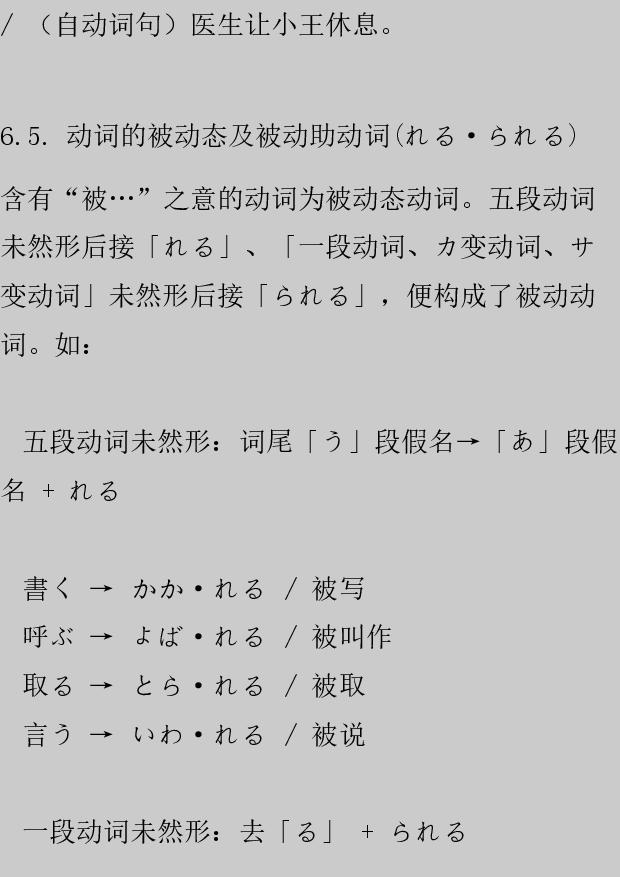 / （自动词句）医生让小王休息。
6.5. 动词的被动态及被动助动词(れる・られる)
含有“被…”之意的动词为被动态动词。五段动词
未然形后接「れる」、「一段动词、カ变动词、サ
变动词」未然形后接「られる」，便构成了被动动
词。如：
五段动词未然形：词尾「う」段假名→「あ」段假
名 + れる
書く → かか・れる / 被写
呼ぶ → よば・れる / 被叫作
取る → とら・れる / 被取
言う → いわ・れる / 被说
一段动词未然形：去「る」 + られる